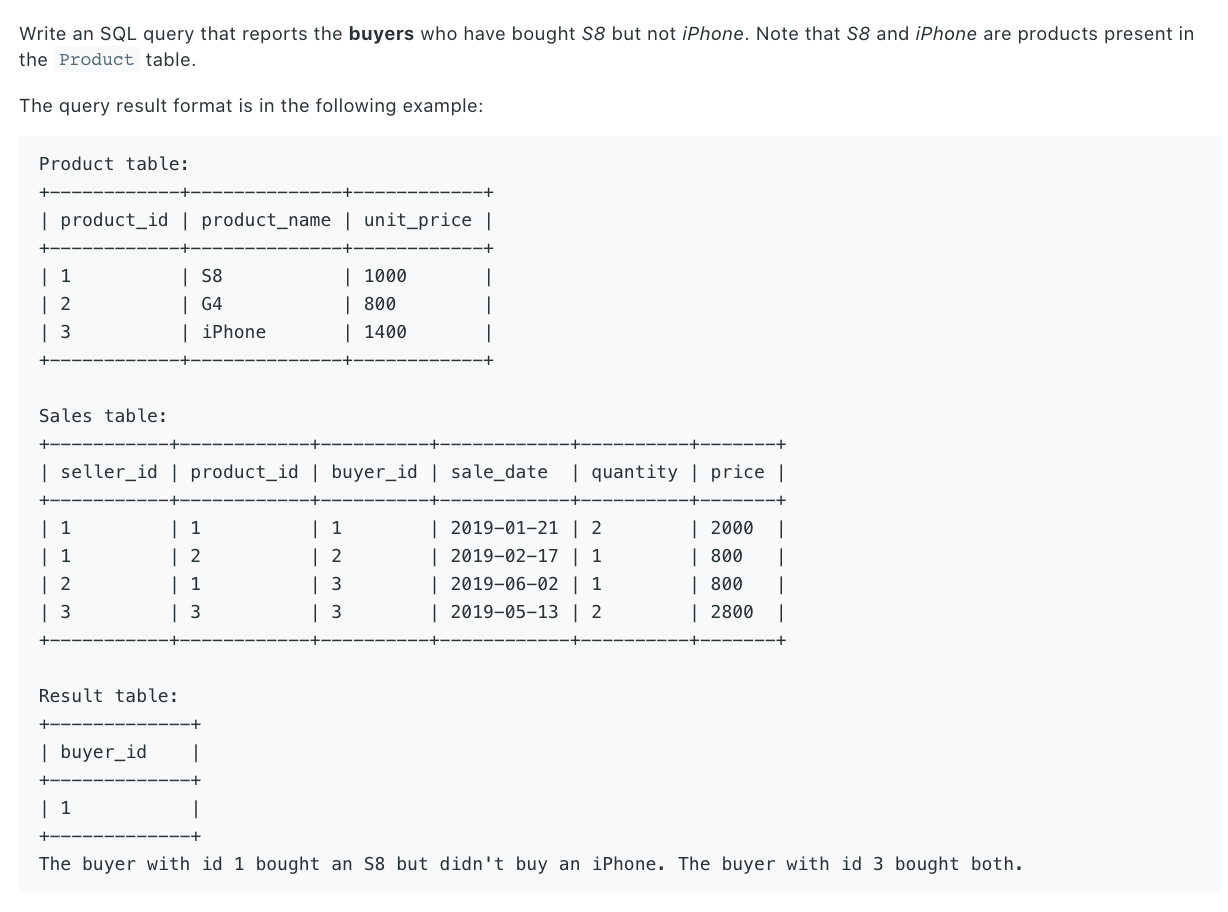 Write an SQL query that reports the buyers who have bought S8 but not iPhone. Note that S8 and iPhone are products present in
the Product table.
The query result format is in the following example:
Product table:
+------------+--------------+------------+
| product_id | product_name | unit_price |
+------------+--------------+------------+
| 1          | S8           | 1000       |
| 2          | G4           | 800        |
| 3          | iPhone       | 1400       |
+------------+--------------+------------+
Sales table:
+-----------+------------+----------+------------+----------+-------+
| seller_id | product_id | buyer_id | sale_date  | quantity | price |
+-----------+------------+----------+------------+----------+-------+
| 1         | 1          | 1        | 2019-01-21 | 2        | 2000  |
| 1         | 2          | 2        | 2019-02-17 | 1        | 800   |
| 2         | 1          | 3        | 2019-06-02 | 1        | 800   |
| 3         | 3          | 3        | 2019-05-13 | 2        | 2800  |
+-----------+------------+----------+------------+----------+-------+
Result table:
+-------------+
| buyer_id    |
+-------------+
| 1           |
+-------------+
The buyer with id 1 bought an S8 but didn't buy an iPhone. The buyer with id 3 bought both.